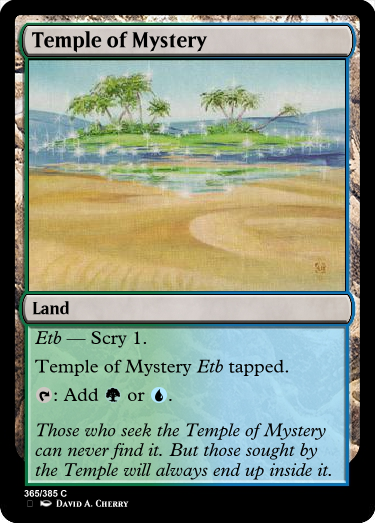 Temple of Mystery
Land
Etb — Scry 1.
Temple of Mystery Etb tapped.
: Add or .
Those who seek the Temple of Mystery
can never find it. But those sought by
the Temple will always end up inside it.
365/385 C
David A. Cherry